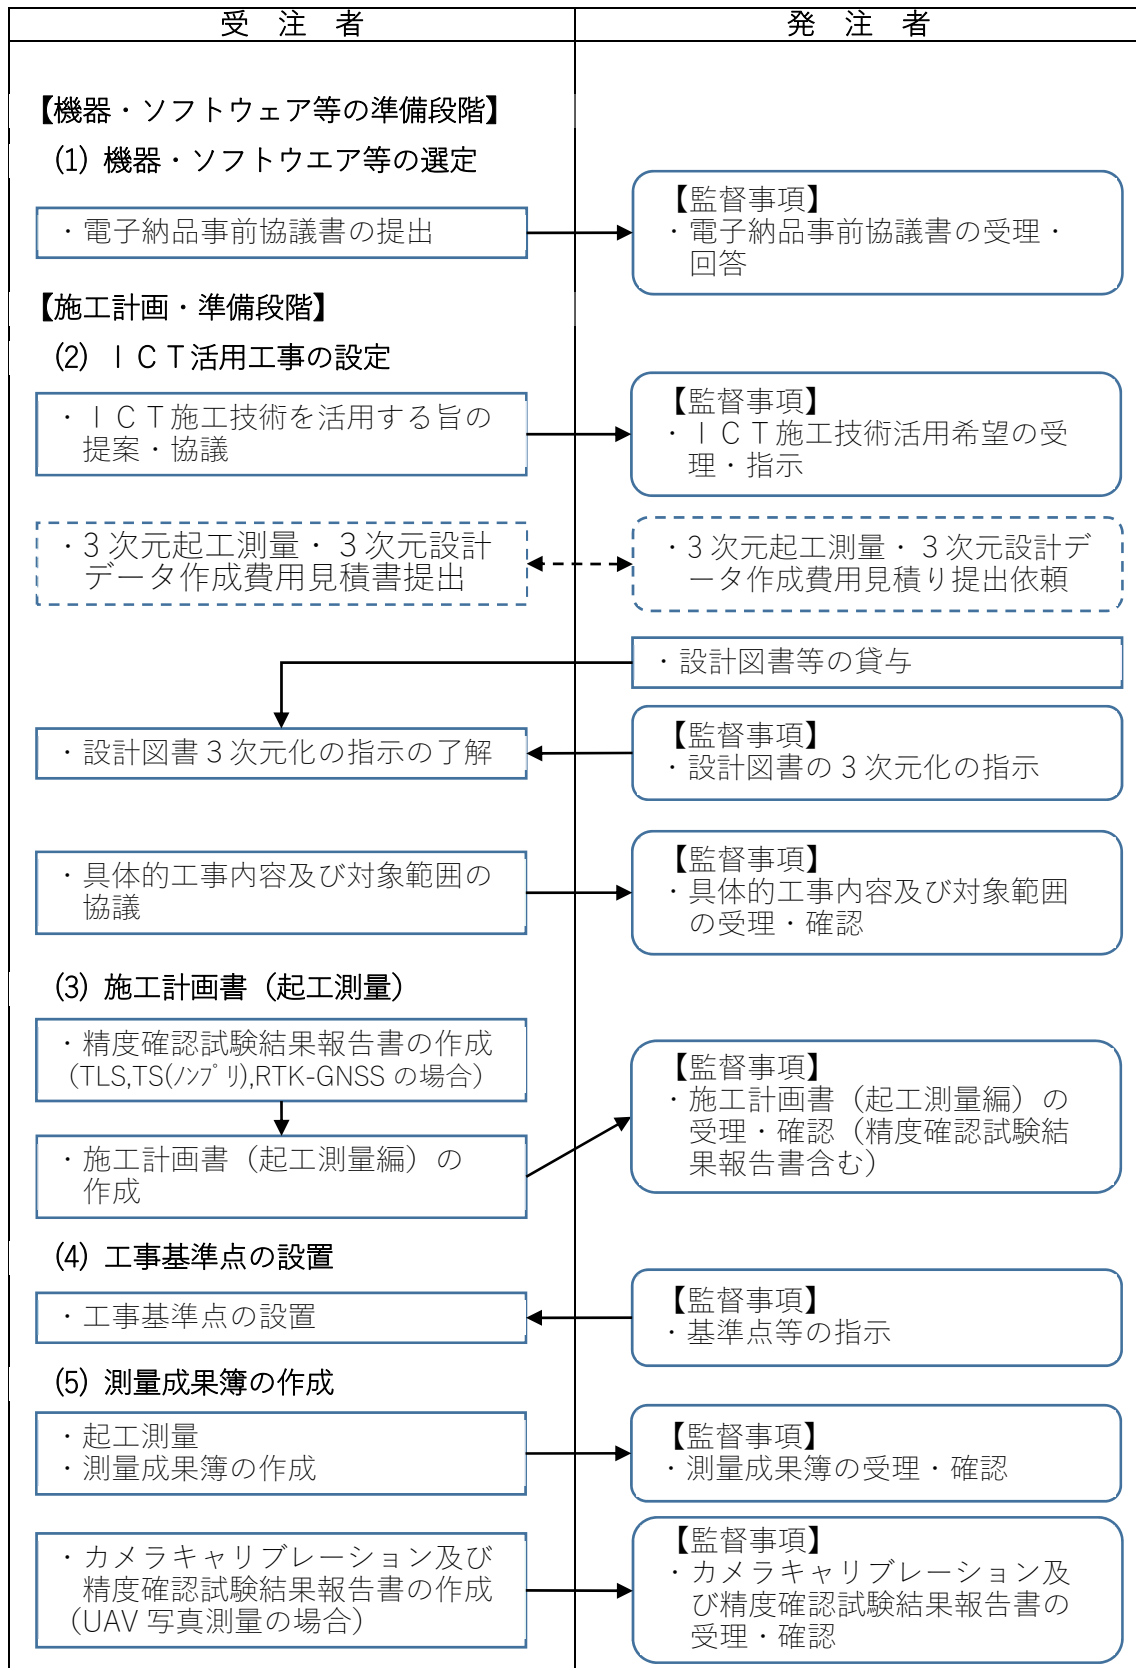 受　注　者
発　注　者
【機器・ソフトウェア等の準備段階】
(1) 機器・ソフトウエア等の選定
・電子納品事前協議書の提出
【監督事項】
・電子納品事前協議書の受理・
回答
【施工計画・準備段階】
(2) ＩＣＴ活用工事の設定
・ＩＣＴ施工技術を活用する旨の
提案・協議
【監督事項】
・ＩＣＴ施工技術活用希望の受
理・指示
・３次元起工測量・３次元設計
データ作成費用見積書提出
・３次元起工測量・３次元設計デ
ータ作成費用見積り提出依頼
・設計図書等の貸与
・設計図書３次元化の指示の了解
【監督事項】
・設計図書の３次元化の指示
・具体的工事内容及び対象範囲の
協議
【監督事項】
・具体的工事内容及び対象範囲
の受理・確認
(3) 施工計画書（起工測量）
・精度確認試験結果報告書の作成
（TLS,TS(ﾉﾝﾌﾟﾘ),RTK-GNSS の場合）
・施工計画書（起工測量編）の
作成
【監督事項】
・施工計画書（起工測量編）の
受理・確認（精度確認試験結
果報告書含む）
(4) 工事基準点の設置
・工事基準点の設置
【監督事項】
・基準点等の指示
(5) 測量成果簿の作成
・起工測量
・測量成果簿の作成
【監督事項】
・測量成果簿の受理・確認
・カメラキャリブレーション及び
精度確認試験結果報告書の作成
（UAV 写真測量の場合）
【監督事項】
・カメラキャリブレーション及
び精度確認試験結果報告書の
受理・確認